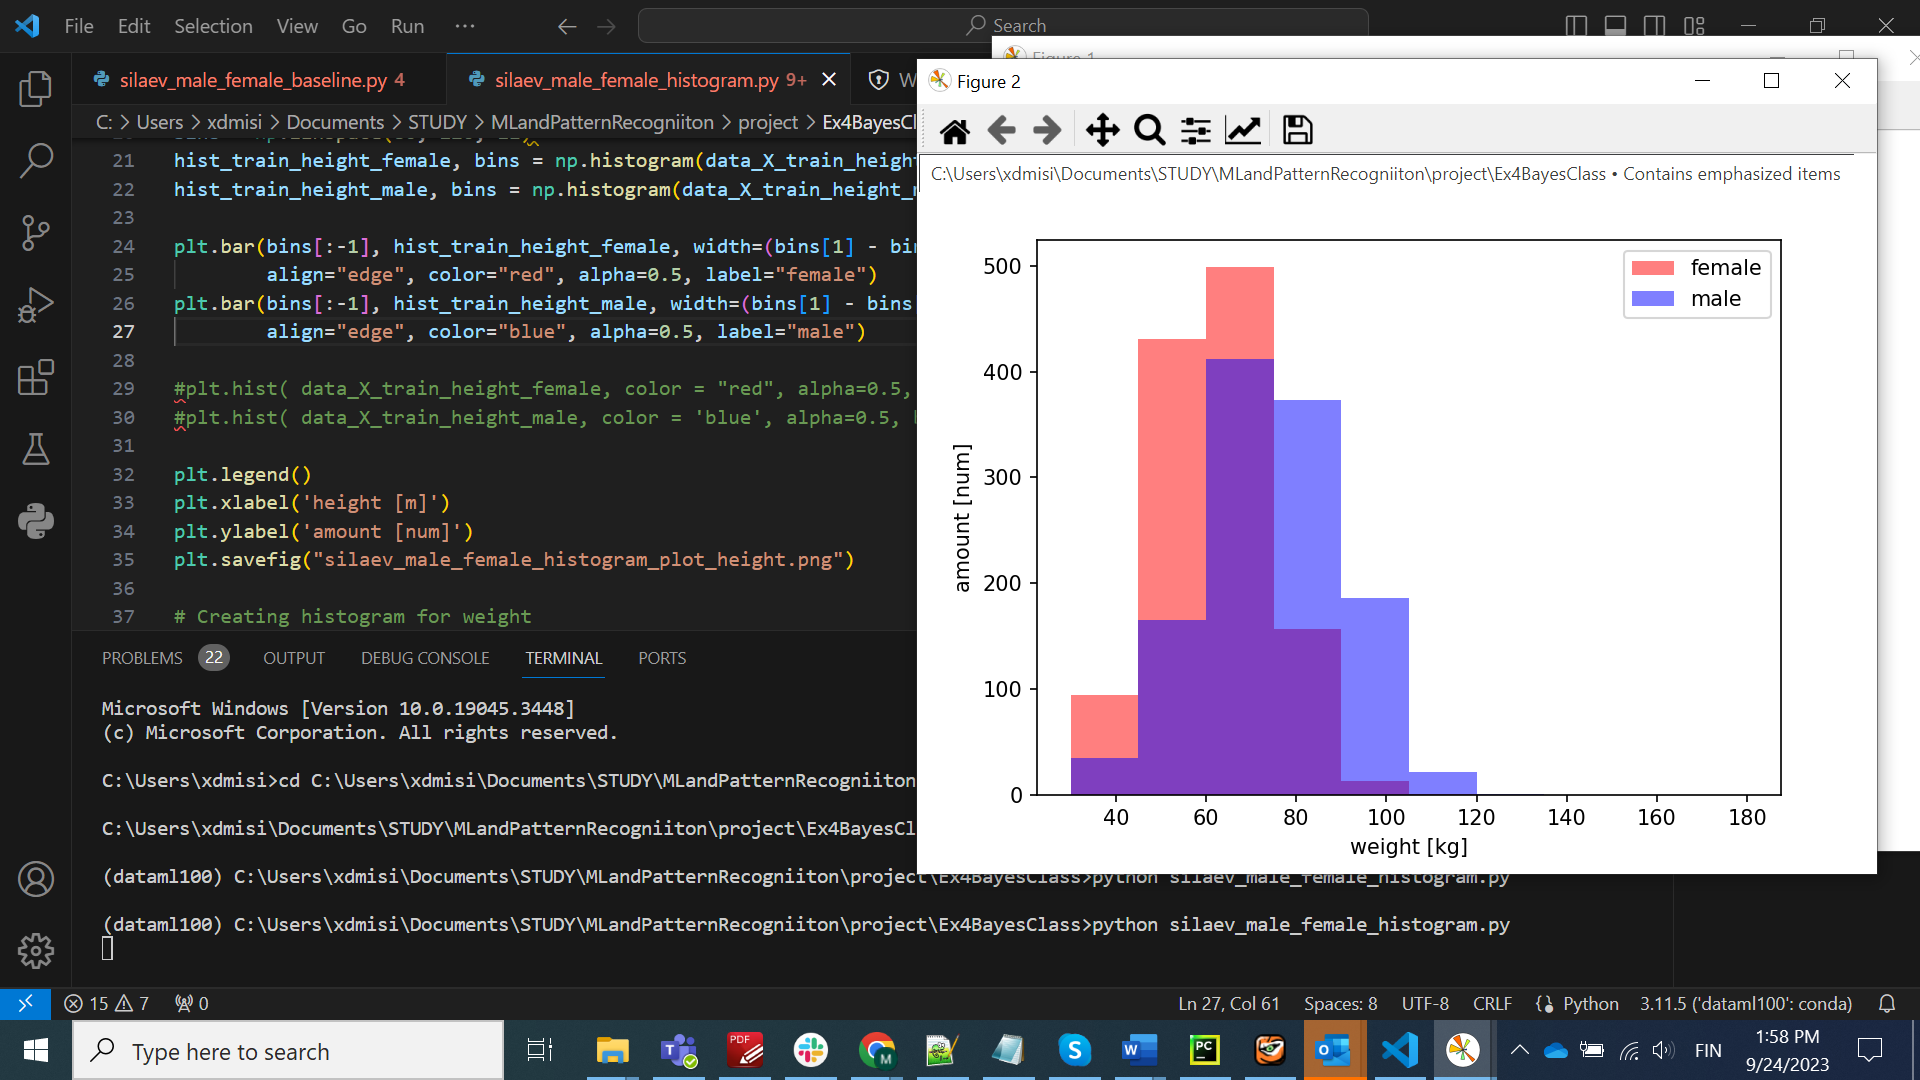 File Edit Selection View Go Run ··· Search
silaev_male_female_baseline.py 4 silaev_male_female_histogram.py 9+ W
C: > Users > xdmisi > Documents > STUDY > MLandPatternRecogniiton > project > Ex4BayesCl
21 hist_train_height_female, bins = np.histogram(data_X_train_height
22 hist_train_height_male, bins = np.histogram(data_X_train_height_
23
24 plt.bar(bins[:-1], hist_train_height_female, width=(bins[1] - bin
25 align="edge", color="red", alpha=0.5, label="female")
26 plt.bar(bins[:-1], hist_train_height_male, width=(bins[1] - bins
27 align="edge", color="blue", alpha=0.5, label="male")
28
29 #plt.hist( data_X_train_height_female, color = "red", alpha=0.5,
30 #plt.hist( data_X_train_height_male, color = 'blue', alpha=0.5,
31
32 plt.legend()
33 plt.xlabel('height [m]')
34 plt.ylabel('amount [num]')
35 plt.savefig("silaev_male_female_histogram_plot_height.png")
36
37 # Creating histogram for weight
PROBLEMS 22 OUTPUT DEBUG CONSOLE TERMINAL PORTS
Microsoft Windows [Version 10.0.19045.3448]
(c) Microsoft Corporation. All rights reserved.
C:\Users\xdmisi>cd C:\Users\xdmisi\Documents\STUDY\MLandPatternRecogniiton
C:\Users\xdmisi\Documents\STUDY\MLandPatternRecogniiton\project\Ex4BayesCl
(dataml100) C:\Users\xdmisi\Documents\STUDY\MLandPatternRecogniiton\project\Ex4BayesClass>python silaev_male_female_histogram.py
(dataml100) C:\Users\xdmisi\Documents\STUDY\MLandPatternRecogniiton\project\Ex4BayesClass>python silaev_male_female_histogram.py
Figure 1
Figure 2
C:\Users\xdmisi\Documents\STUDY\MLandPatternRecogniiton\project\Ex4BayesClass • Contains emphasized items
female
male
500
400
300
200
100
0
amount [num]
40 60 80 100 120 140 160 180
weight [kg]
15 7 0 Ln 27, Col 61 Spaces: 8 UTF-8 CRLF Python 3.11.5 ('dataml100': conda)
Type here to search
FIN
1:58 PM
9/24/2023